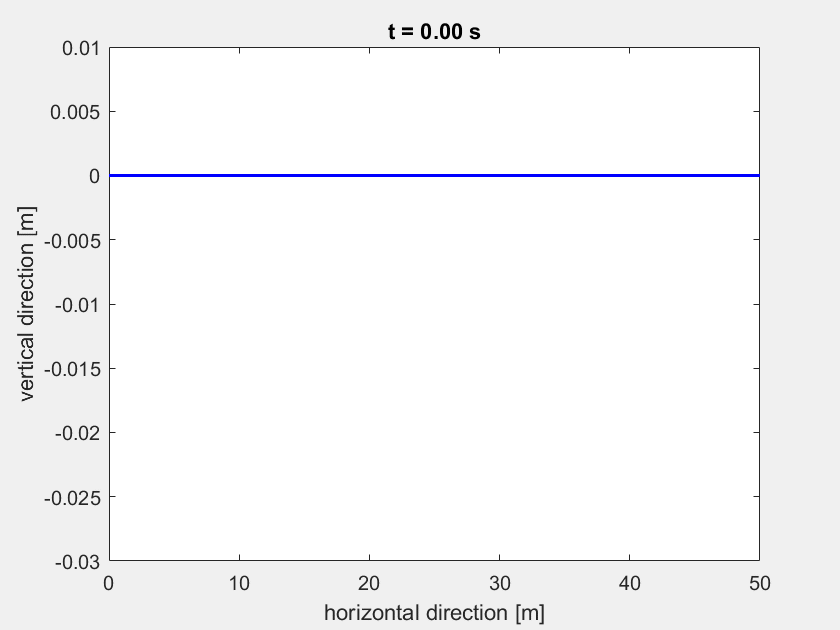 t = 0.00 s
0.01
0.005
0
-0.005
-0.01
-0.015
-0.02
-0.025
-0.03
vertical direction [m]
0 10 20 30 40 50
horizontal direction [m]